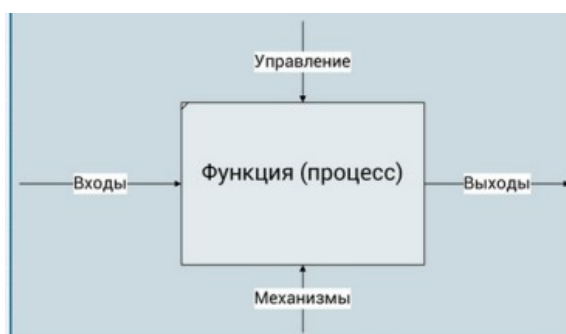 Управление
Функция (процесс)
Входы
Выходы
Механизмы